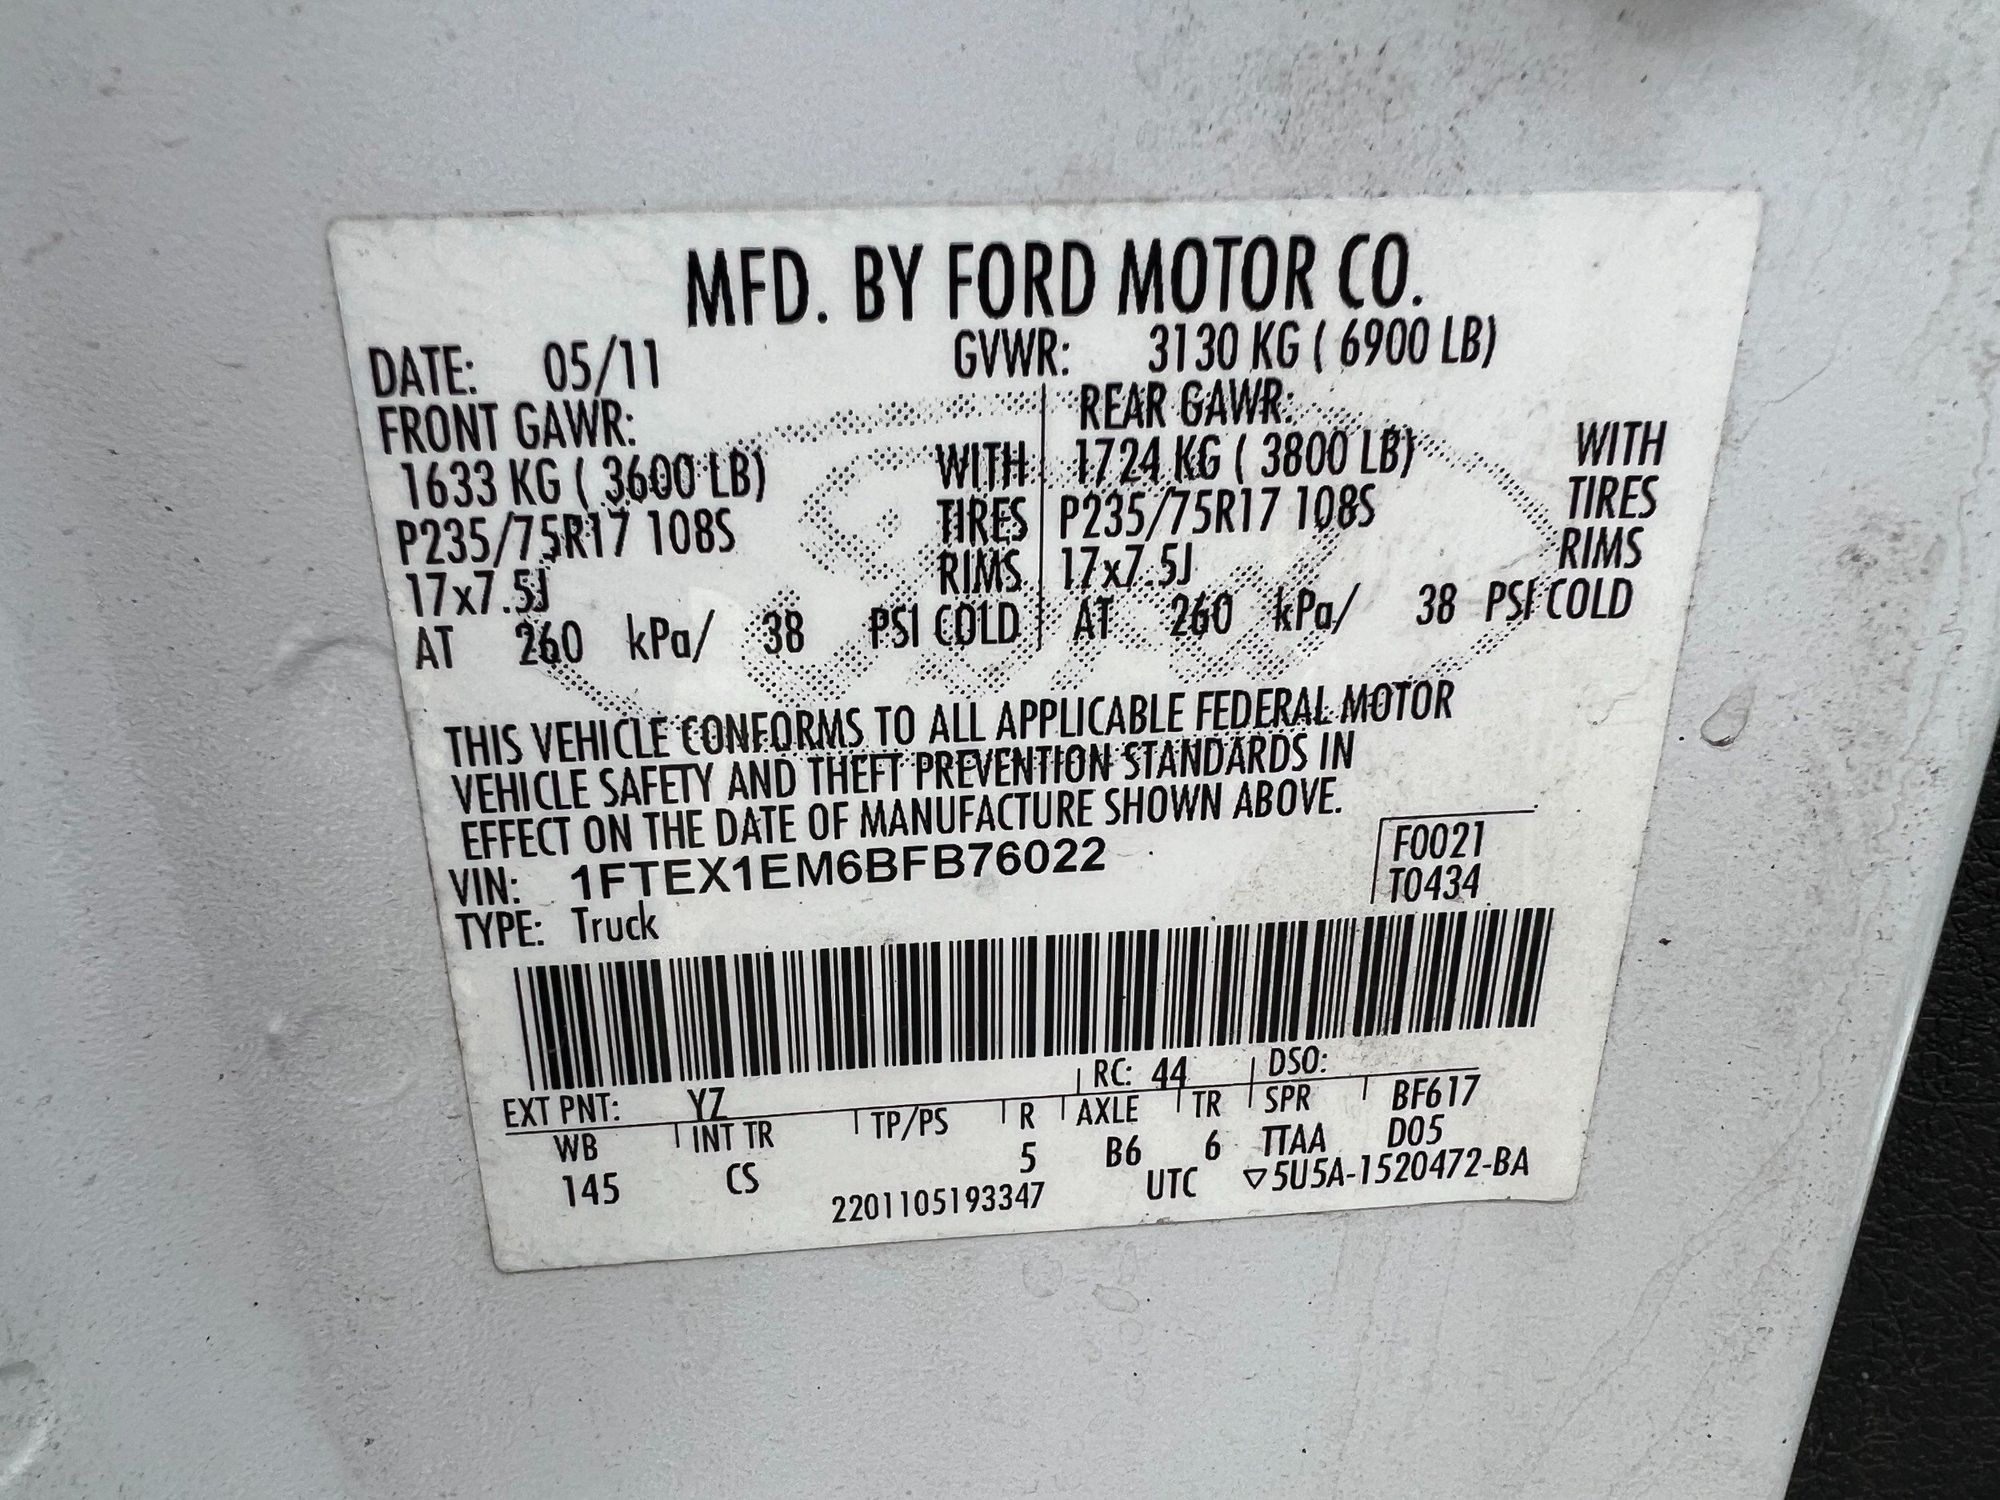 MFD. BY FORD MOTOR CO.
DATE: 05/11 GVWR: 3130 KG ( 6900 LB)
FRONT GAWR: REAR GAWR:
1633 KG ( 3600 LB) WITH 1724 KG ( 3800 LB) WITH
P235/75R17 108S TIRES P235/75R17 108S TIRES
17x7.5J RIMS 17x7.5J RIMS
AT 260 kPa/ 38 PSI COLD AT 260 kPa/ 38 PSI COLD
THIS VEHICLE CONFORMS TO ALL APPLICABLE FEDERAL MOTOR
VEHICLE SAFETY AND THEFT PREVENTION STANDARDS IN
EFFECT ON THE DATE OF MANUFACTURE SHOWN ABOVE.
VIN: 1FTEX1EM6BFB76022 F0021
TYPE: Truck T0434
EXT PNT: YZ RC: 44 DSO:
WB INT TR TP/PS R AXLE TR SPR BF617
145 CS 5 B6 6 TTAA D05
2201105193347 UTC ▽5U5A-1520472-BA